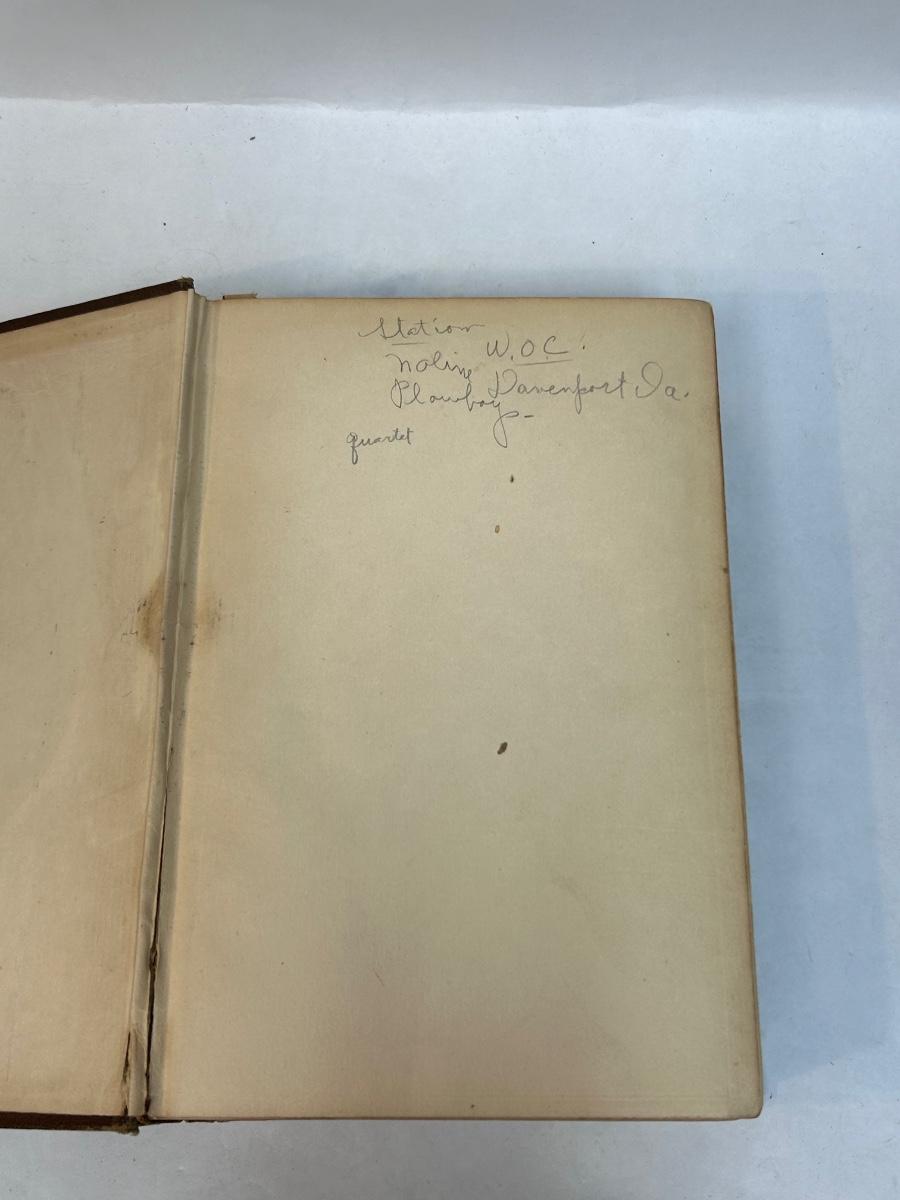 Station
W.O.C.
Moline
Davenport Ia.
Plowboy -
quartet